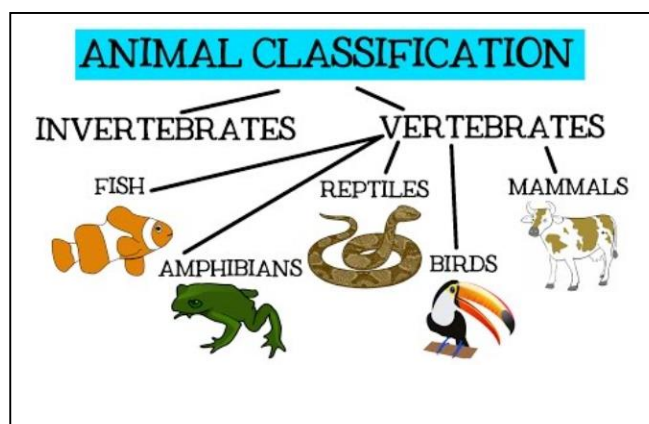 ANIMAL CLASSIFICATION
INVERTEBRATES
VERTEBRATES
FISH
REPTILES
MAMMALS
AMPHIBIANS
BIRDS